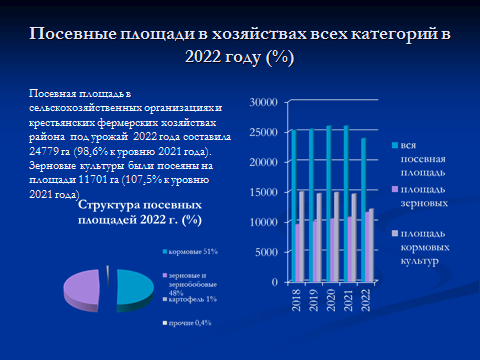 Посевные площади в хозяйствах всех категорий в
2022 году (%)
Посевная площадь в
сельскохозяйственных организациях и
крестьянских фермерских хозяйствах
района под урожай 2022 года составила
24779 га (98,6% к уровню 2021 года).
Зерновые культуры были посеяны на
площади 11701 га (107,5% к уровню
2021 года)
Структура посевных
площадей 2022 г. (%)
кормовые 51%
зерновые и
зернобобовые
48%
картофель 1%
прочие 0,4%
30000
25000
20000
15000
10000
5000
0
2018
2019
2020
2021
2022
вся
посевная
площадь
площадь
зерновых
площадь
кормовых
культур